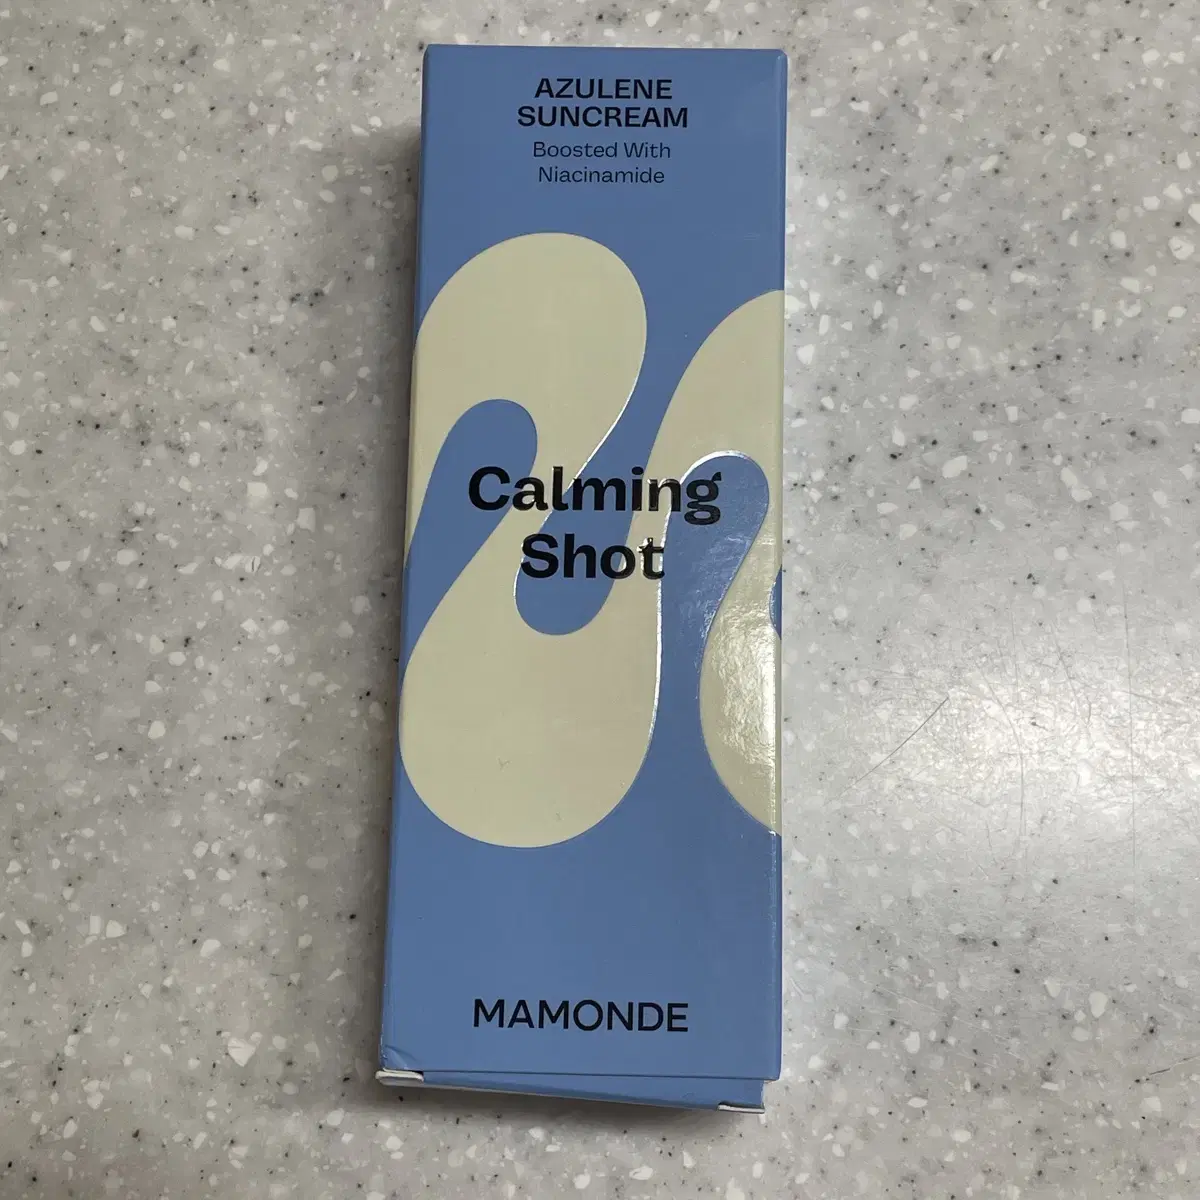 AZULENE
SUNCREAM
Boosted With
Niacinamide
Calming
Shot
MAMONDE